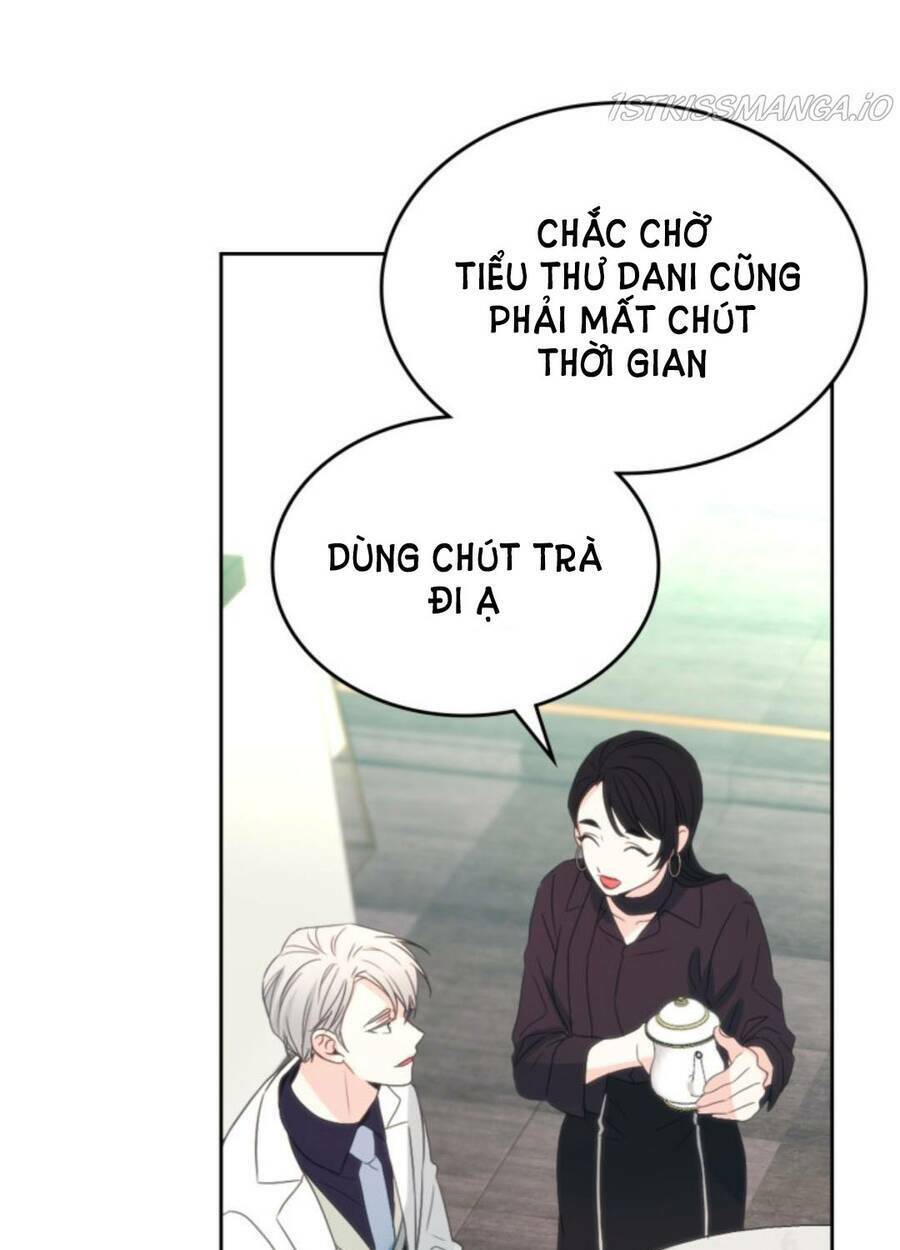 1STKISSMANGA.IO
CHẮC CHỜ
TIỂU THƯ DANI CŨNG
PHẢI MẤT CHÚT
THỜI GIAN
DÙNG CHÚT TRÀ
ĐI Ạ